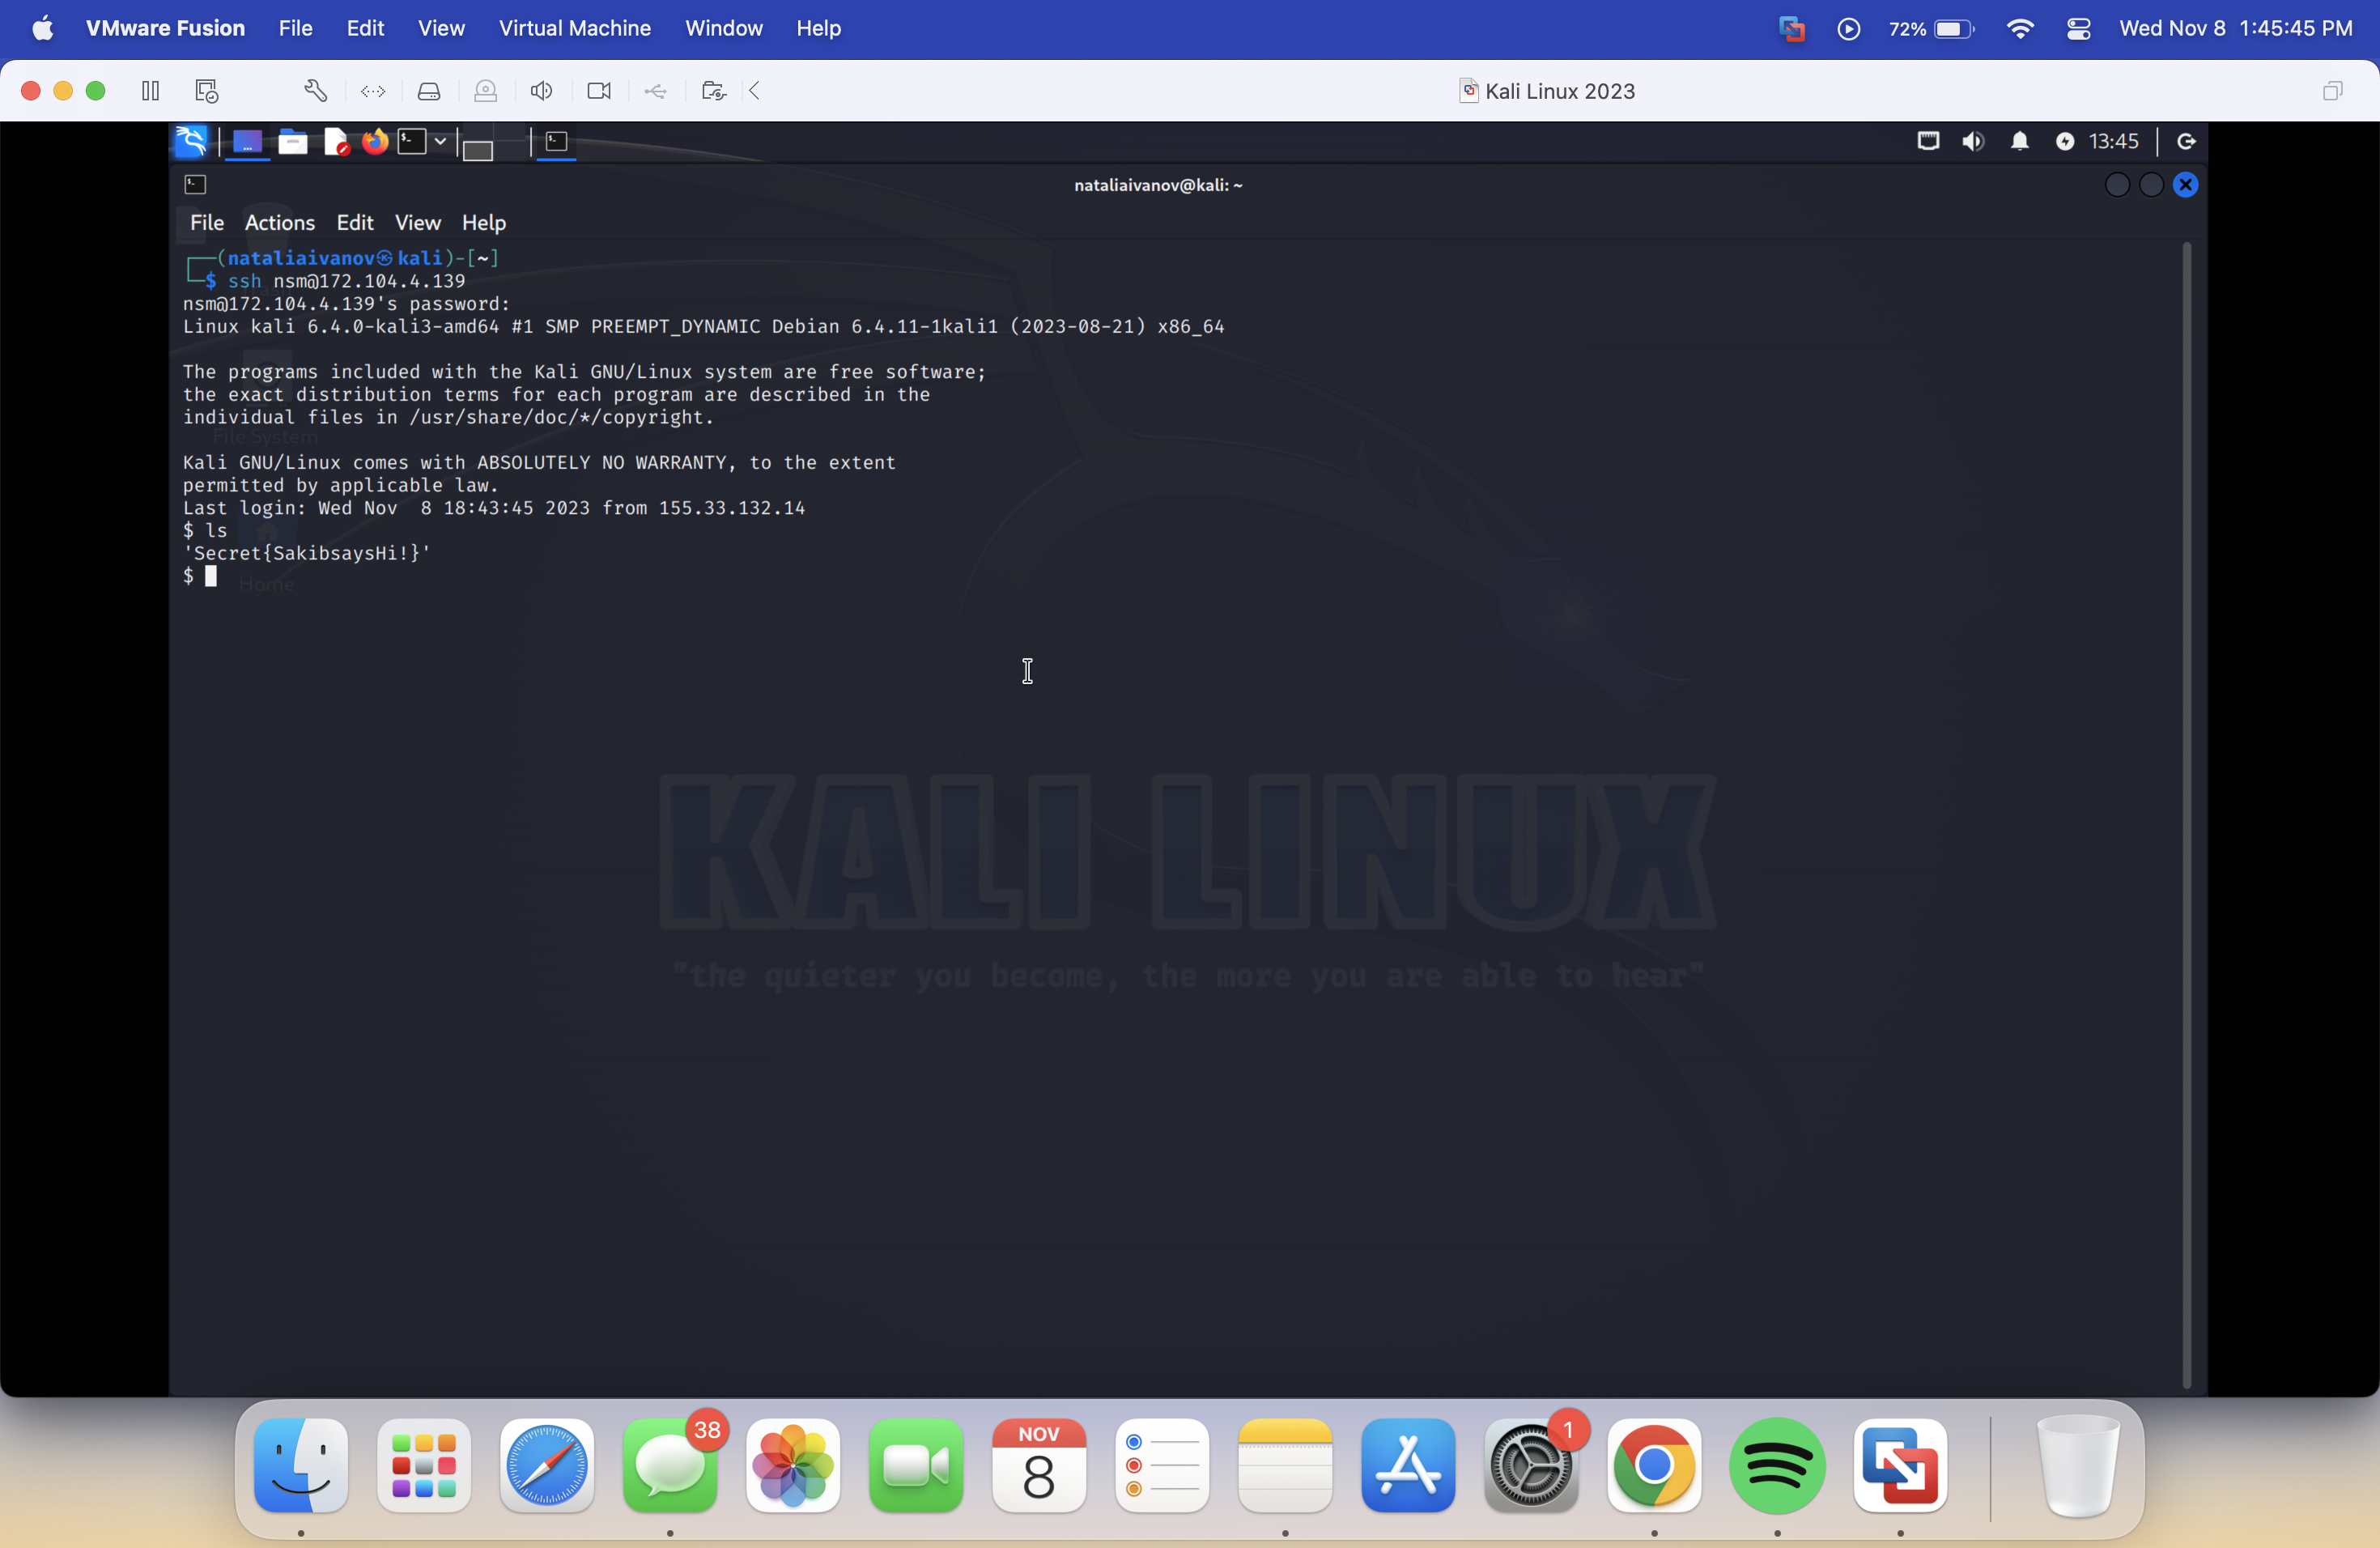 VMware Fusion File Edit View Virtual Machine Window Help 72% Wed Nov 8 1:45:45 PM
Kali Linux 2023
13:45
nataliaivanov@kali: ~
File Actions Edit View Help
┌──(nataliaivanov㉿kali)-[~]
└─$ ssh nsm@172.104.4.139
nsm@172.104.4.139's password:
Linux kali 6.4.0-kali3-amd64 #1 SMP PREEMPT_DYNAMIC Debian 6.4.11-1kali1 (2023-08-21) x86_64
The programs included with the Kali GNU/Linux system are free software;
the exact distribution terms for each program are described in the
individual files in /usr/share/doc/*/copyright.
File System
Kali GNU/Linux comes with ABSOLUTELY NO WARRANTY, to the extent
permitted by applicable law.
Last login: Wed Nov  8 18:43:45 2023 from 155.33.132.14
$ ls
'Secret{SakibsaysHi!}'
$
Home
KALI LINUX
"the quieter you become, the more you are able to hear"
38
NOV
8
1